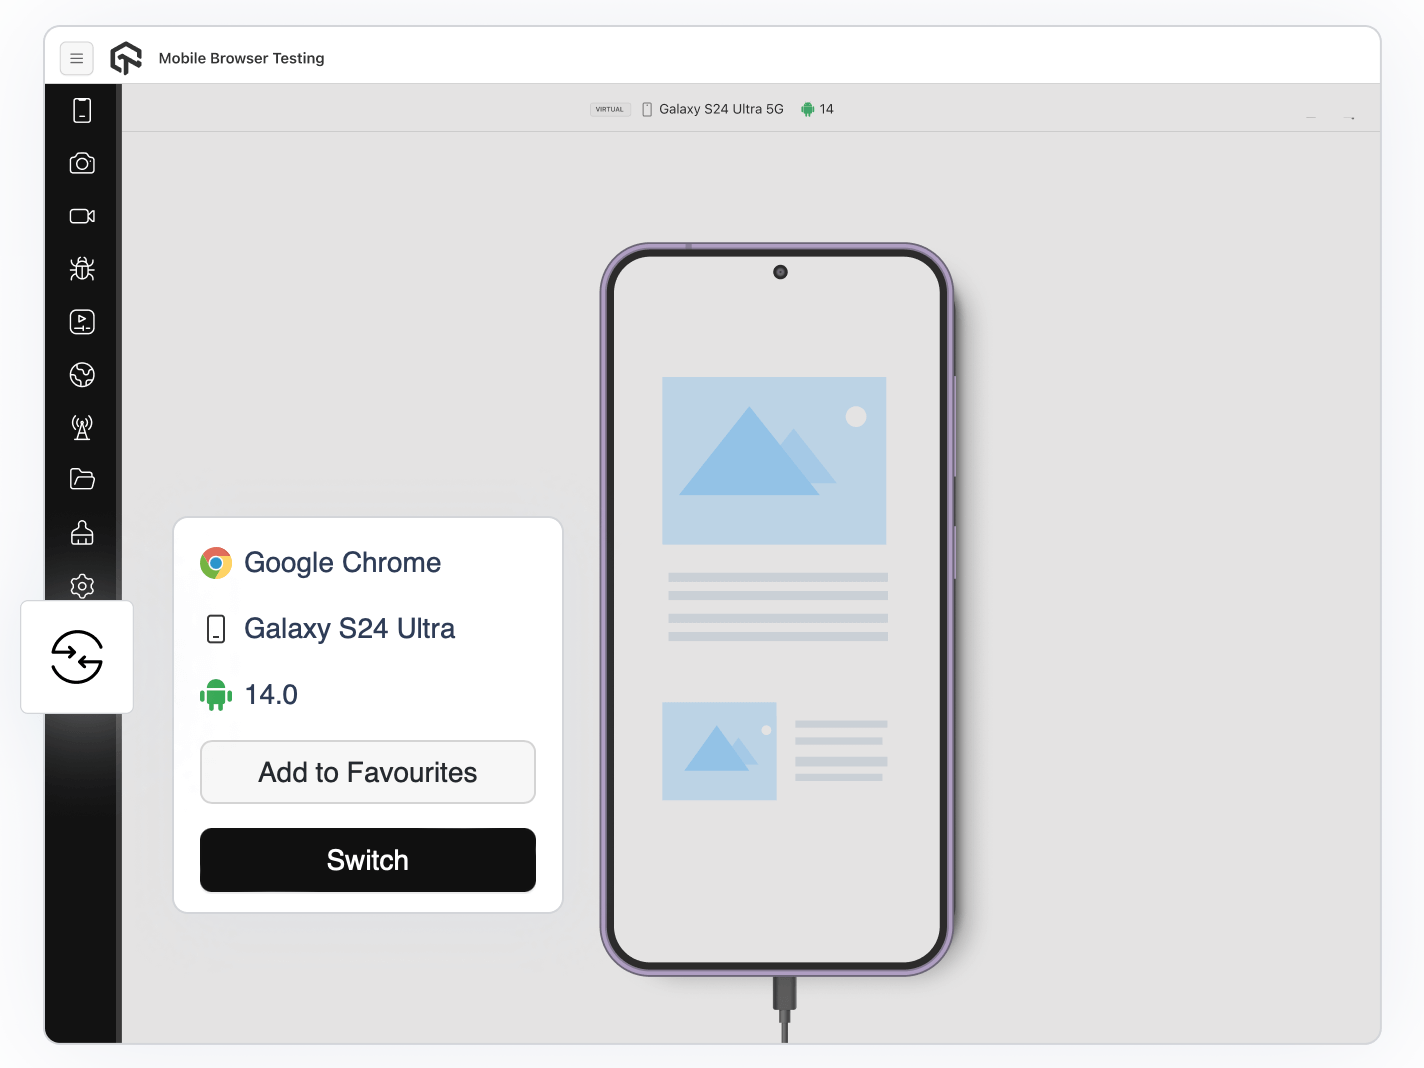 Mobile Browser Testing
VIRTUAL Galaxy S24 Ultra 5G 14
Google Chrome
Galaxy S24 Ultra
14.0
Add to Favourites
Switch